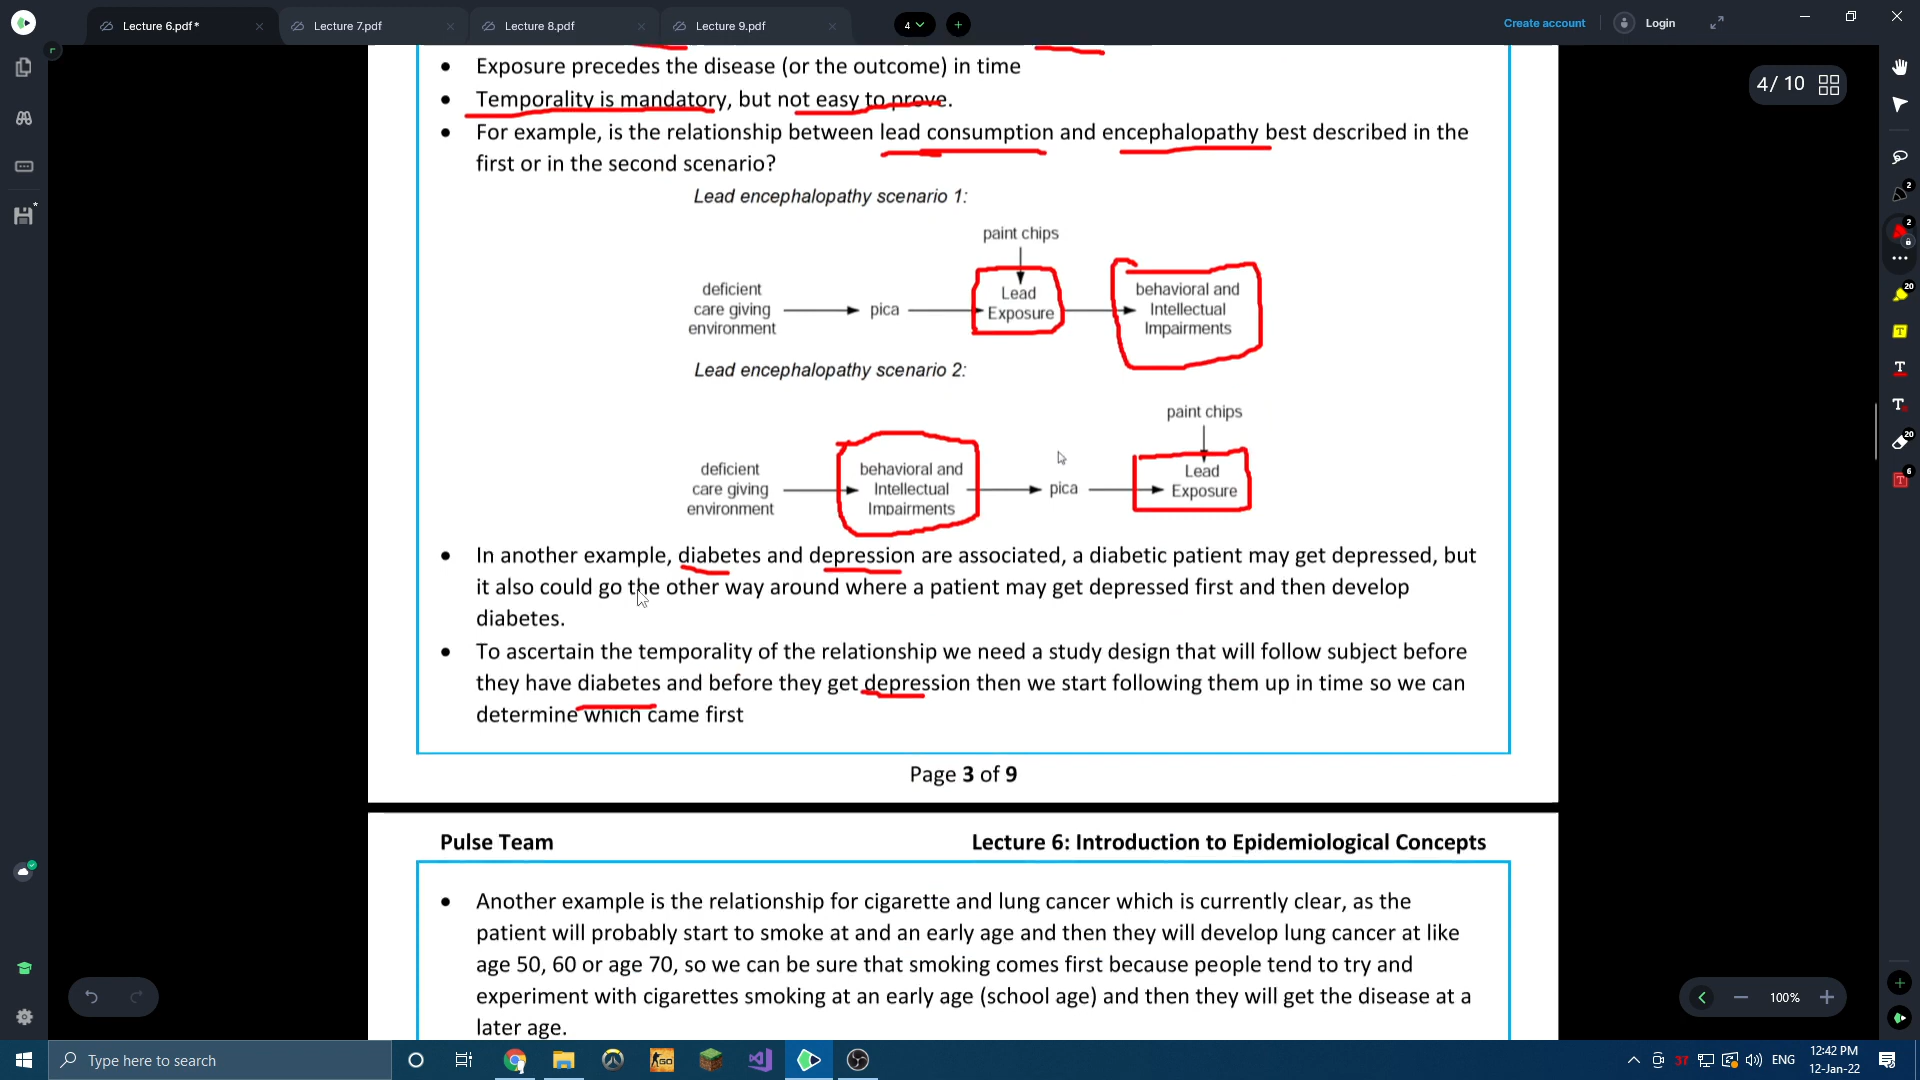 Lecture 6.pdf*
Lecture 7.pdf
Lecture 8.pdf
Lecture 9.pdf
4
Create account
Login
4/ 10
Exposure precedes the disease (or the outcome) in time
Temporality is mandatory, but not easy to prove.
For example, is the relationship between lead consumption and encephalopathy best described in the
first or in the second scenario?
Lead encephalopathy scenario 1:
paint chips
deficient
care giving
environment
pica
Lead
Exposure
behavioral and
Intellectual
Impairments
Lead encephalopathy scenario 2:
paint chips
deficient
care giving
environment
behavioral and
Intellectual
Impairments
pica
Lead
Exposure
In another example, diabetes and depression are associated, a diabetic patient may get depressed, but
it also could go the other way around where a patient may get depressed first and then develop
diabetes.
To ascertain the temporality of the relationship we need a study design that will follow subject before
they have diabetes and before they get depression then we start following them up in time so we can
determine which came first
Page 3 of 9
Pulse Team
Lecture 6: Introduction to Epidemiological Concepts
Another example is the relationship for cigarette and lung cancer which is currently clear, as the
patient will probably start to smoke at and an early age and then they will develop lung cancer at like
age 50, 60 or age 70, so we can be sure that smoking comes first because people tend to try and
experiment with cigarettes smoking at an early age (school age) and then they will get the disease at a
later age.
2
2
20
T
T
T
20
6
T
100%
Type here to search
GO
37
ENG
12:42 PM
12-Jan-22